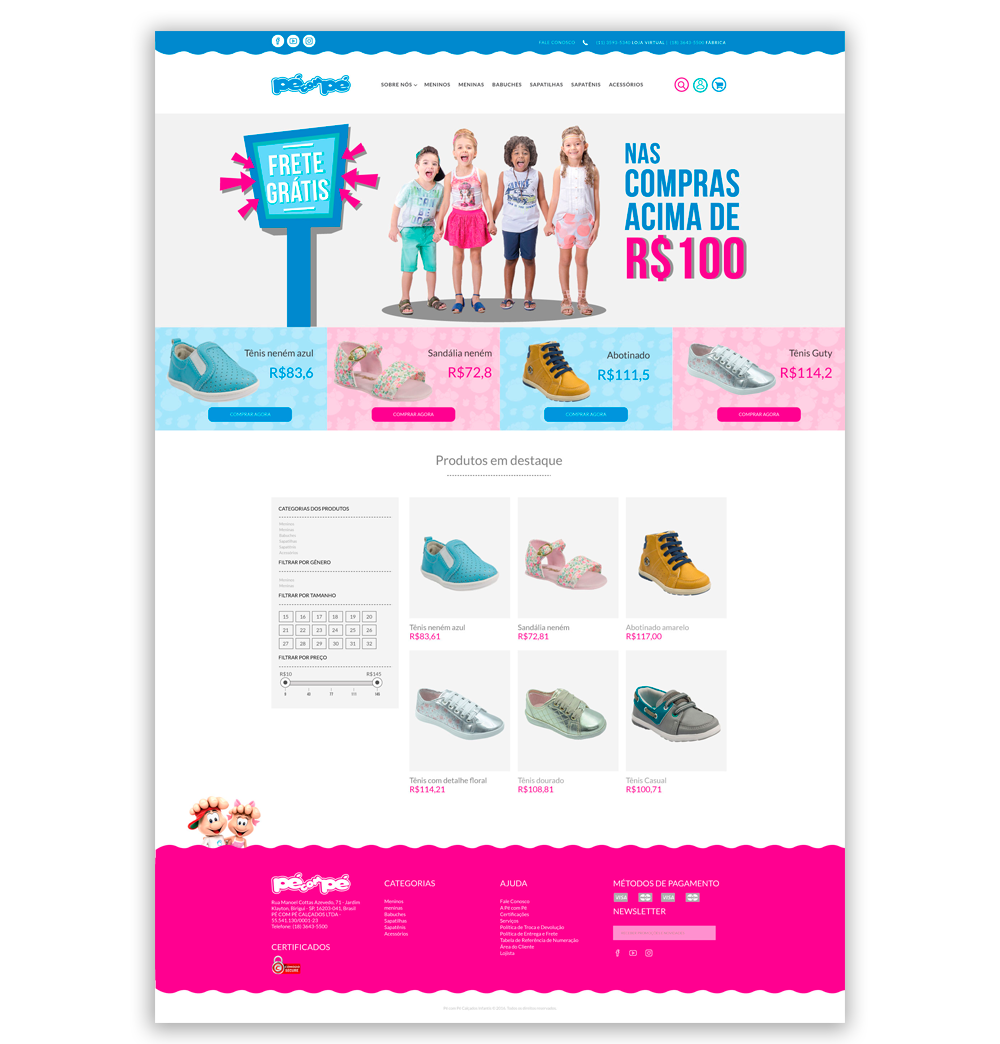 FALE CONOSCO
LOJA VIRTUAL | (18) 3643-5500 FÁBRICA
pé com pé
SOBRE NÓS MENINOS MENINAS BABUCHES SAPATILHAS SAPATÊNIS ACESSÓRIOS
FRETE
GRÁTIS
NAS
COMPRAS
ACIMA DE
R$100
Tênis neném azul
R$83,6
COMPRAR AGORA
Sandália neném
R$72,8
COMPRAR AGORA
Abotinado
R$111,5
COMPRAR AGORA
Tênis Guty
R$114,2
COMPRAR AGORA
Produtos em destaque
CATEGORIAS DOS PRODUTOS
Meninos
Meninas
Babuches
Sapatilhas
Sapatênis
Acessórios
FILTRAR POR GÊNERO
Meninos
Meninas
FILTRAR POR TAMANHO
15 16 17 18 19 20
21 22 23 24 25 26
27 28 29 30 31 32
FILTRAR POR PREÇO
R$10 R$145
Tênis neném azul
R$83,61
Sandália neném
R$72,81
Abotinado amarelo
R$117,00
Tênis com detalhe floral
R$114,21
Tênis dourado
R$108,81
Tênis Casual
R$100,71
pé com pé
Rua Manoel Cottas Azevedo, 71 - Jardim
Klayton, Birigui - SP, 16203-041, Brasil
PÉ COM PÉ CALÇADOS LTDA -
55.541.130/0001-23
Telefone: (18) 3643-5500
CERTIFICADOS
CATEGORIAS
Meninos
meninas
Babuches
Sapatilhas
Sapatênis
Acessórios
AJUDA
Fale Conosco
A Pé com Pé
Certificações
Serviços
Política de Troca e Devolução
Política de Entrega e Frete
Tabela de Referência de Numeração
Área do Cliente
Lojista
MÉTODOS DE PAGAMENTO
VISA VISA
NEWSLETTER